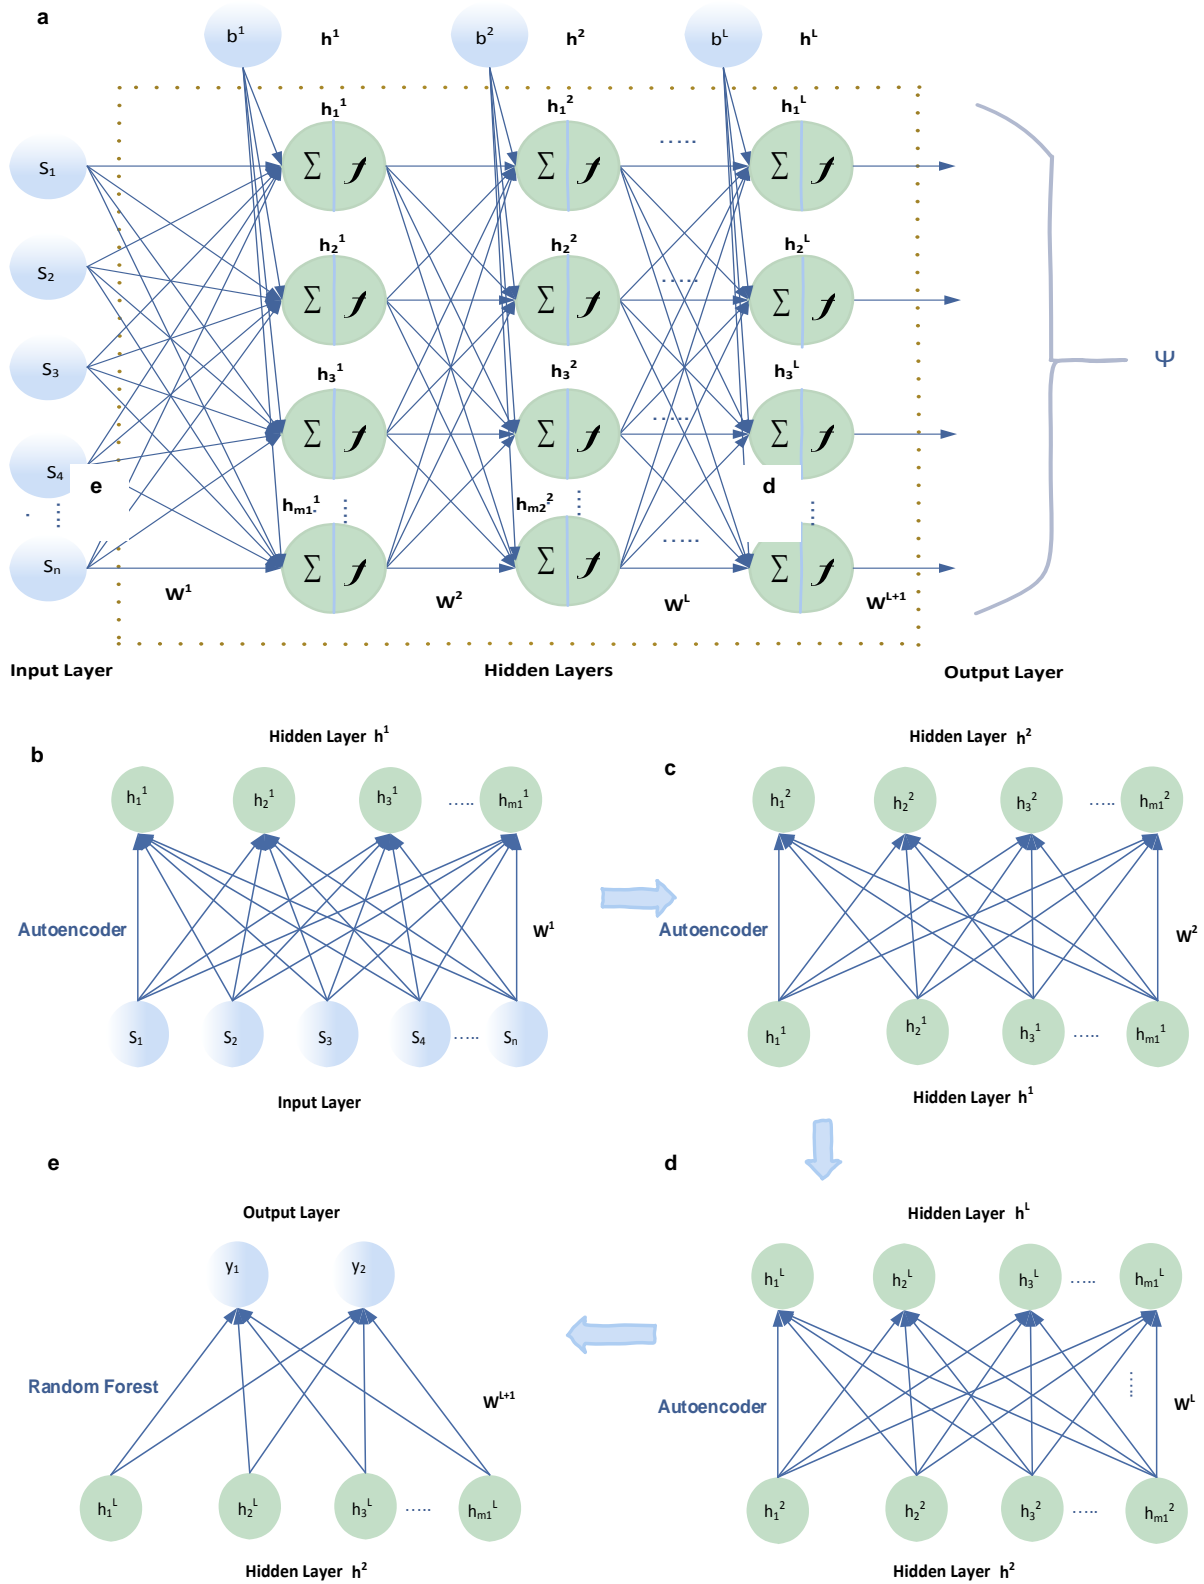 a
b¹ h¹ b² h² bᴸ hᴸ
h₁¹ h₁² h₁ᴸ
.....
S₁ ∑ f ∑ f ∑ f
h₂¹ h₂² h₂ᴸ
S₂
.....
∑ f ∑ f ∑ f
S₃ h₃¹ h₃² h₃ᴸ Ψ
.....
∑ f ∑ f ∑ f
S₄
e d
hₘ₁¹ hₘ₂²
.....
Sₙ ∑ f ∑ f ∑ f
W¹ W² Wᴸ Wᴸ⁺¹
Input Layer Hidden Layers Output Layer
b
Hidden Layer h¹
h₁¹ h₂¹ h₃¹ ..... hₘ₁¹
Autoencoder W¹
S₁ S₂ S₃ S₄ ..... Sₙ
Input Layer
c
Hidden Layer h²
h₁² h₂² h₃² ..... hₘ₁²
Autoencoder W²
h₁¹ h₂¹ h₃¹ ..... hₘ₁¹
Hidden Layer h¹
d
Hidden Layer hᴸ
h₁ᴸ h₂ᴸ h₃ᴸ ..... hₘ₁ᴸ
Autoencoder Wᴸ
h₁² h₂² h₃² ..... hₘ₁²
Hidden Layer h²
e
Output Layer
y₁ y₂
Random Forest Wᴸ⁺¹
h₁ᴸ h₂ᴸ h₃ᴸ ..... hₘ₁ᴸ
Hidden Layer h²